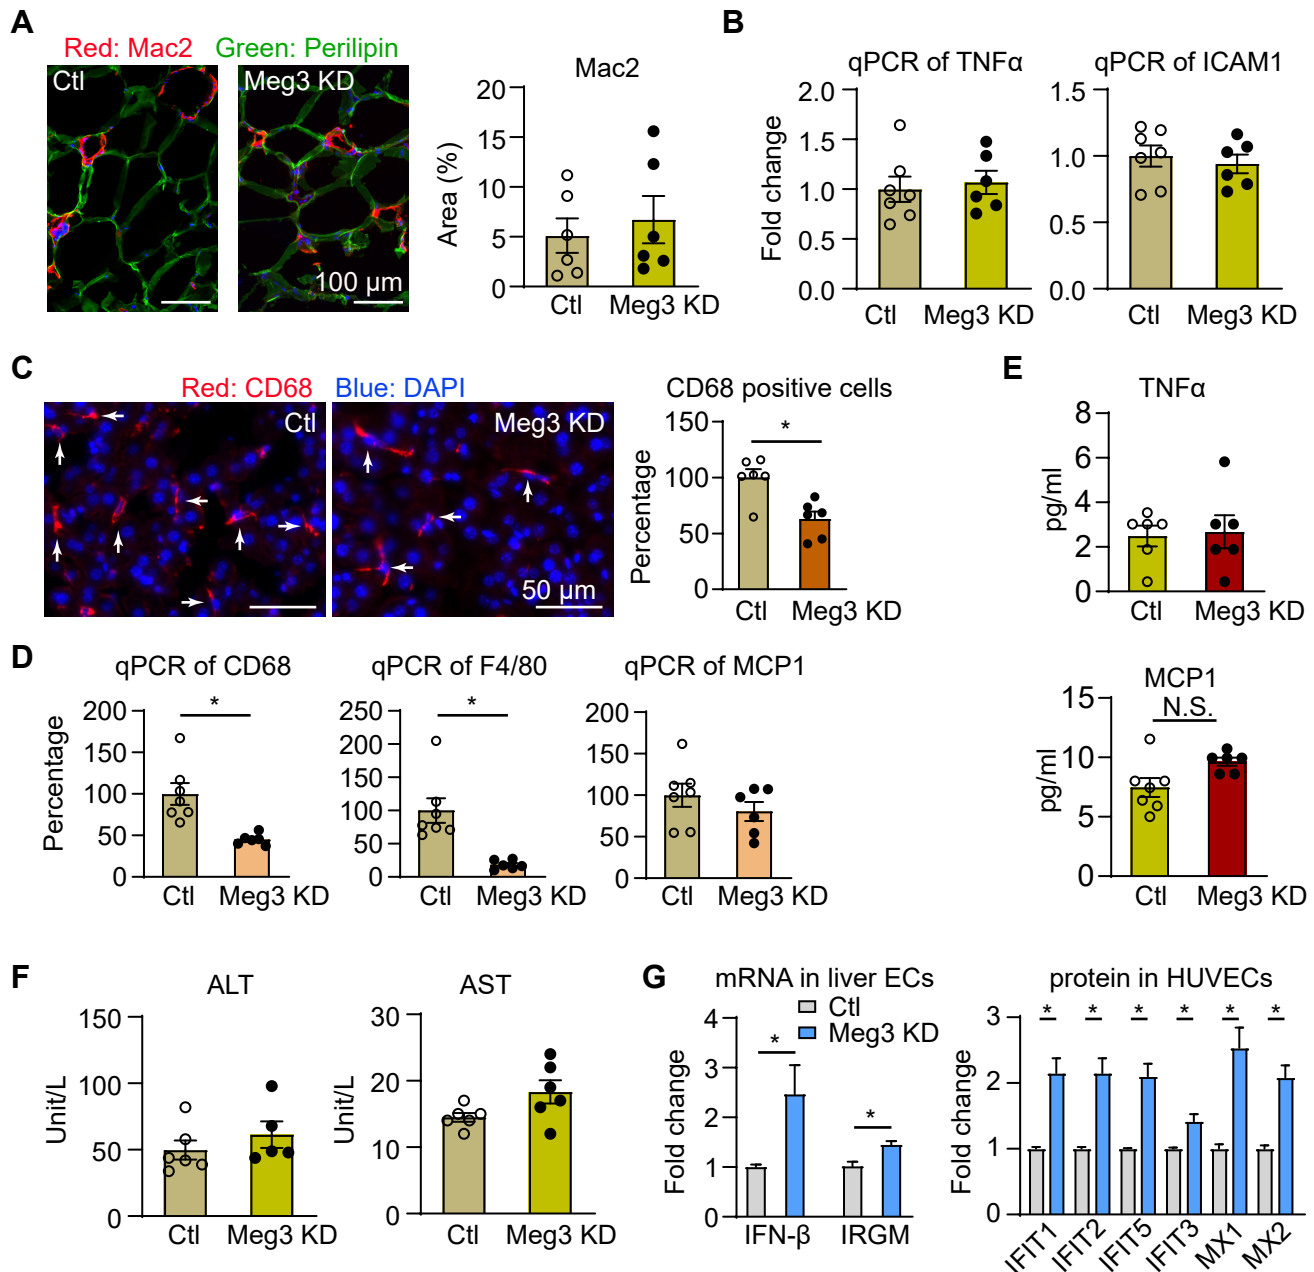 A
Red: Mac2 Green: Perilipin
Ctl
Meg3 KD
100 µm
Mac2
Area (%)
20
15
10
5
0
Ctl Meg3 KD
B
qPCR of TNFα
Fold change
2.0
1.5
1.0
0.5
0.0
Ctl Meg3 KD
qPCR of ICAM1
1.5
1.0
0.5
0.0
Ctl Meg3 KD
C
Red: CD68 Blue: DAPI
Ctl
Meg3 KD
50 µm
CD68 positive cells
Percentage
150
100
50
0
*
Ctl Meg3 KD
E
TNFα
pg/ml
8
6
4
2
0
Ctl Meg3 KD
MCP1
N.S.
pg/ml
15
10
5
0
Ctl Meg3 KD
D
qPCR of CD68
Percentage
200
150
100
50
0
*
Ctl Meg3 KD
qPCR of F4/80
250
200
150
100
50
0
*
Ctl Meg3 KD
qPCR of MCP1
200
150
100
50
0
Ctl Meg3 KD
F
ALT
Unit/L
150
100
50
0
Ctl Meg3 KD
AST
Unit/L
30
20
10
0
Ctl Meg3 KD
G
mRNA in liver ECs
Ctl
Meg3 KD
Fold change
4
3
2
1
0
*
*
IFN-β IRGM
protein in HUVECs
Fold change
3
2
1
0
* * * * * *
IFIT1 IFIT2 IFIT5 IFIT3 MX1 MX2